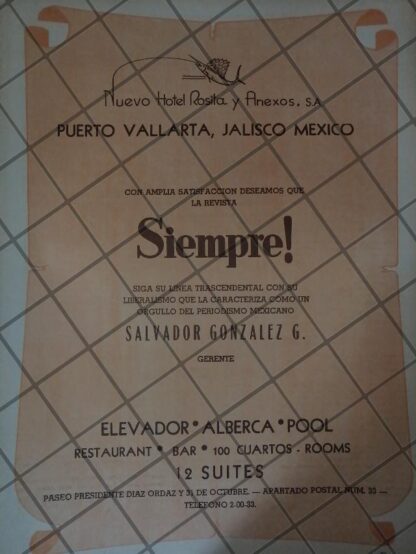 Nuevo Hotel Rosita y Anexos, S.A.
PUERTO VALLARTA, JALISCO MEXICO
CON AMPLIA SATISFACCION DESEAMOS QUE
LA REVISTA
Siempre!
SIGA SU LINEA TRASCENDENTAL CON SU
LIBERALISMO QUE LA CARACTERIZA COMO UN
ORGULLO DEL PERIODISMO MEXICANO
SALVADOR GONZALEZ G.
GERENTE
ELEVADOR * ALBERCA * POOL
RESTAURANT * BAR * 100 CUARTOS - ROOMS
12 SUITES
PASEO PRESIDENTE DIAZ ORDAZ Y 31 DE OCTUBRE. — APARTADO POSTAL NUM. 33 —
TELEFONO 2-00-33.